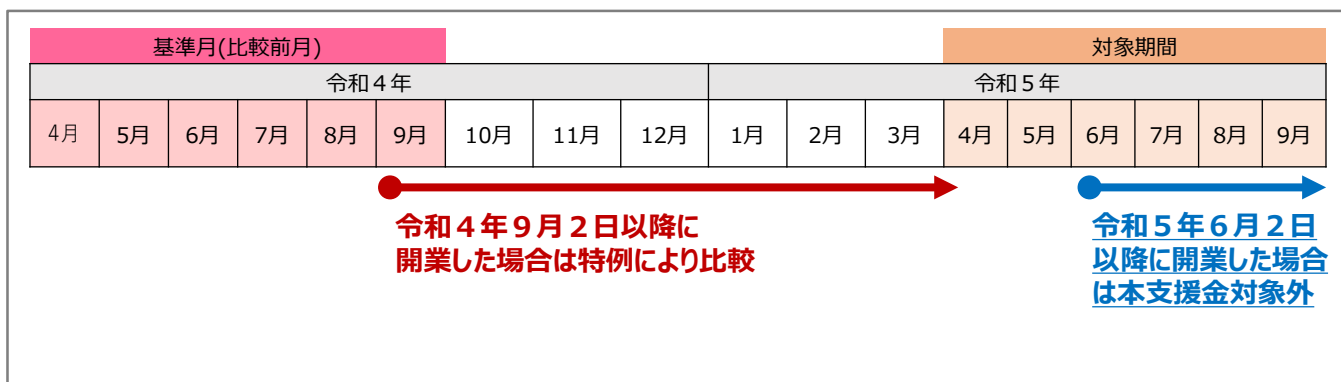 基準月(比較前月)
対象期間
令和４年
令和５年
4月 5月 6月 7月 8月 9月 10月 11月 12月 1月 2月 3月 4月 5月 6月 7月 8月 9月
令和４年９月２日以降に
開業した場合は特例により比較
令和５年６月２日
以降に開業した場合
は本支援金対象外